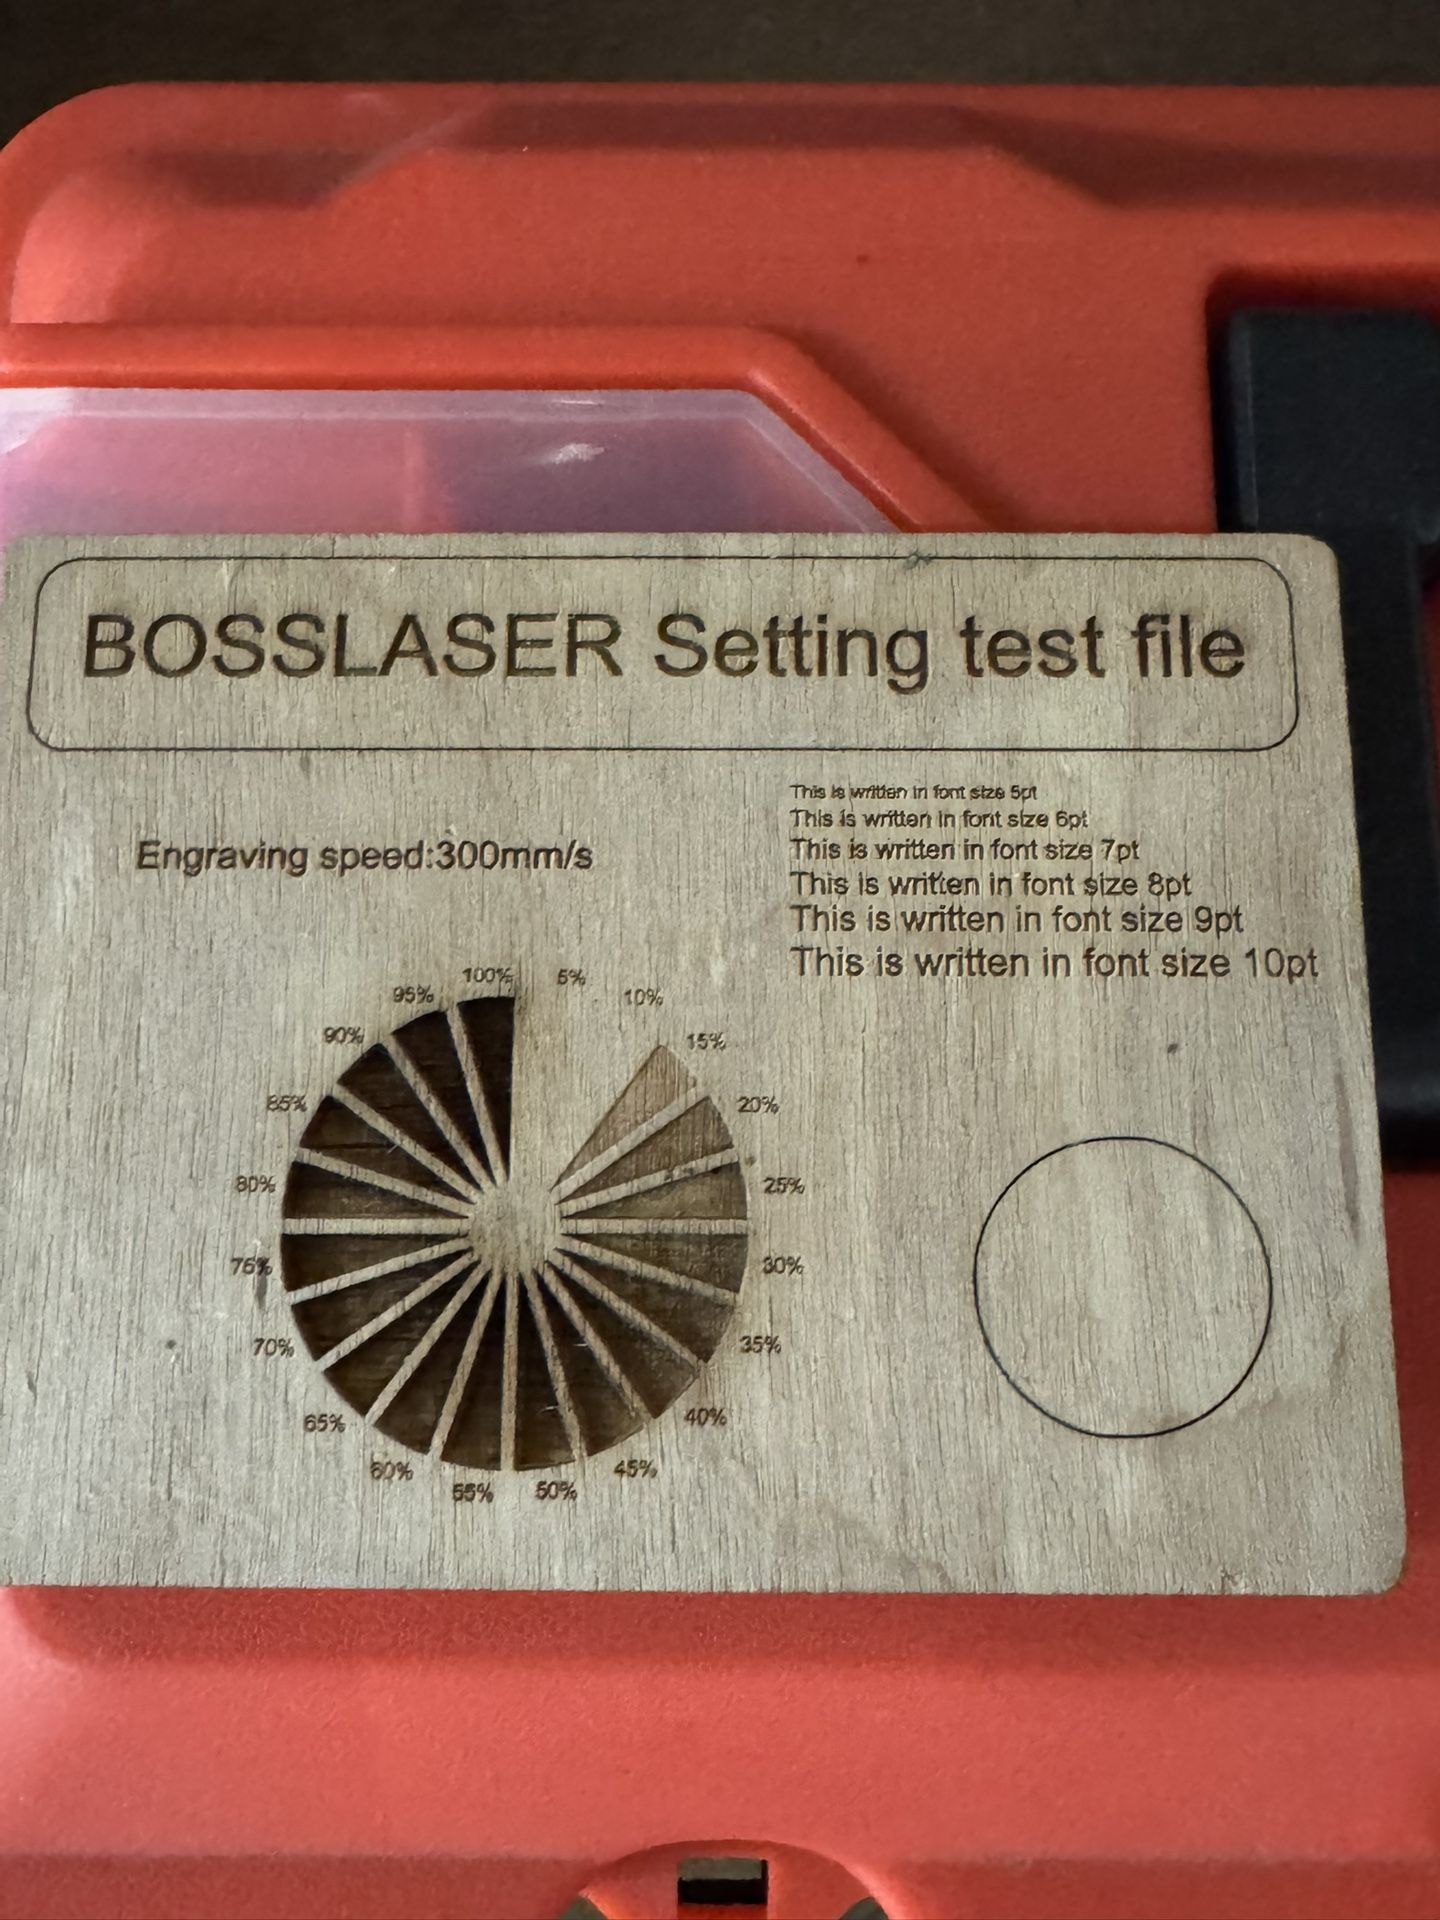 BOSSLASER Setting test file
This is written in font size 5pt
This is written in font size 6pt
Engraving speed:300mm/s
This is written in font size 7pt
This is written in font size 8pt
This is written in font size 9pt
This is written in font size 10pt
100%
5%
10%
15%
20%
25%
30%
35%
40%
45%
50%
55%
60%
65%
70%
75%
80%
85%
90%
95%